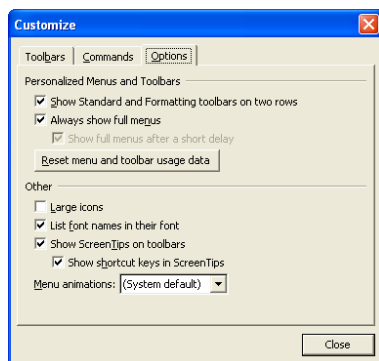 Customize
Toolbars Commands Options
Personalized Menus and Toolbars
Show Standard and Formatting toolbars on two rows
Always show full menus
Show full menus after a short delay
Reset menu and toolbar usage data
Other
Large icons
List font names in their font
Show ScreenTips on toolbars
Show shortcut keys in ScreenTips
Menu animations: (System default)
Close